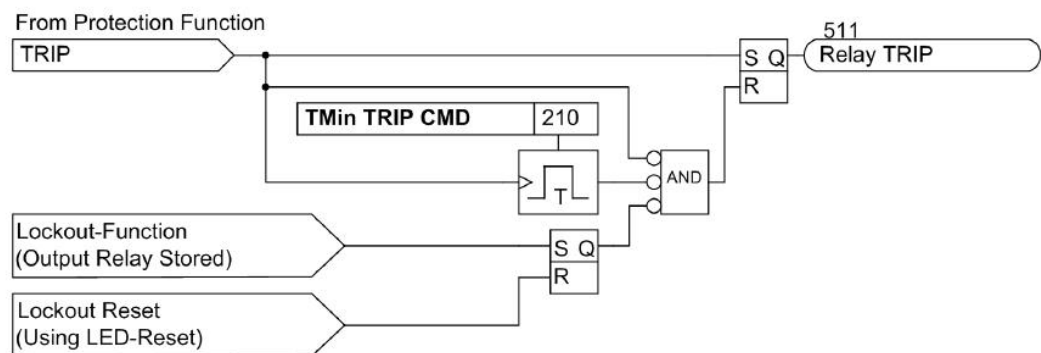 From Protection Function
TRIP
511
S Q
Relay TRIP
R
TMin TRIP CMD
210
T
AND
Lockout-Function
(Output Relay Stored)
S Q
R
Lockout Reset
(Using LED-Reset)